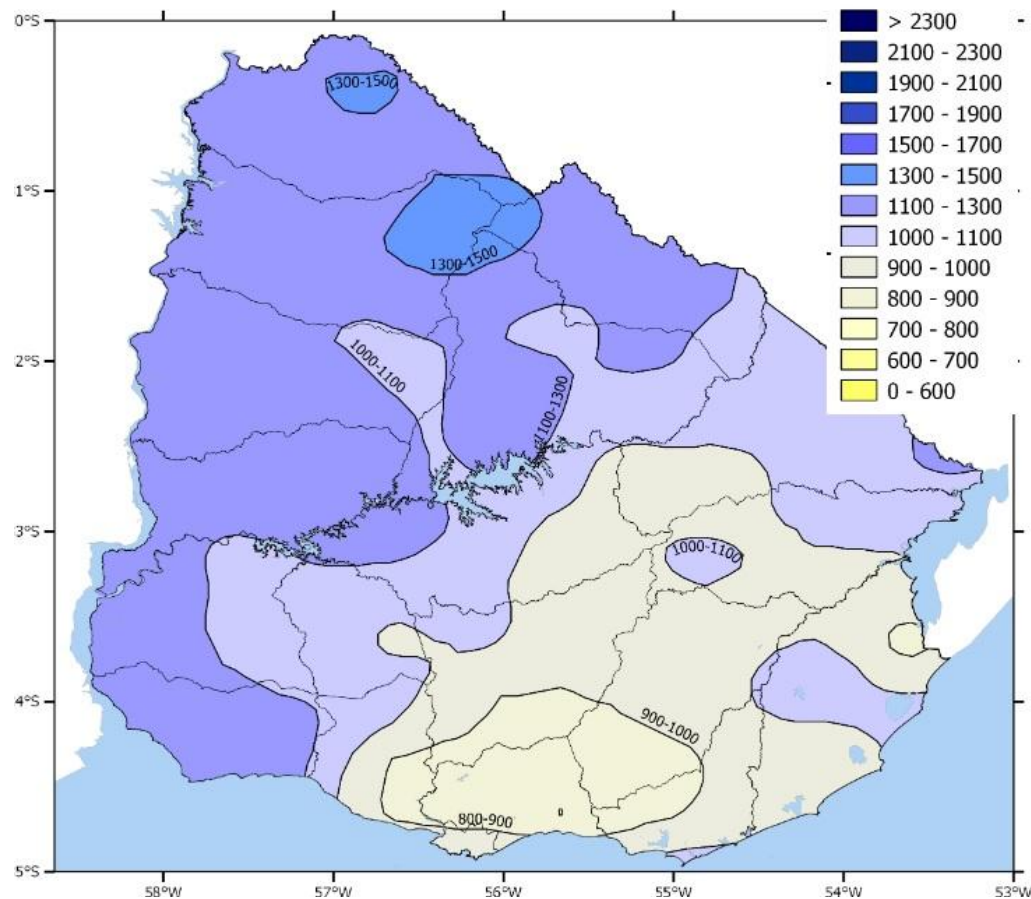 0°S
1°S
2°S
3°S
4°S
5°S
58°W
57°W
56°W
55°W
54°W
53°W
1300-1500
1300-1500
1000-1100
1100-1300
1000-1100
900-1000
800-900
> 2300
2100 - 2300
1900 - 2100
1700 - 1900
1500 - 1700
1300 - 1500
1100 - 1300
1000 - 1100
900 - 1000
800 - 900
700 - 800
600 - 700
0 - 600